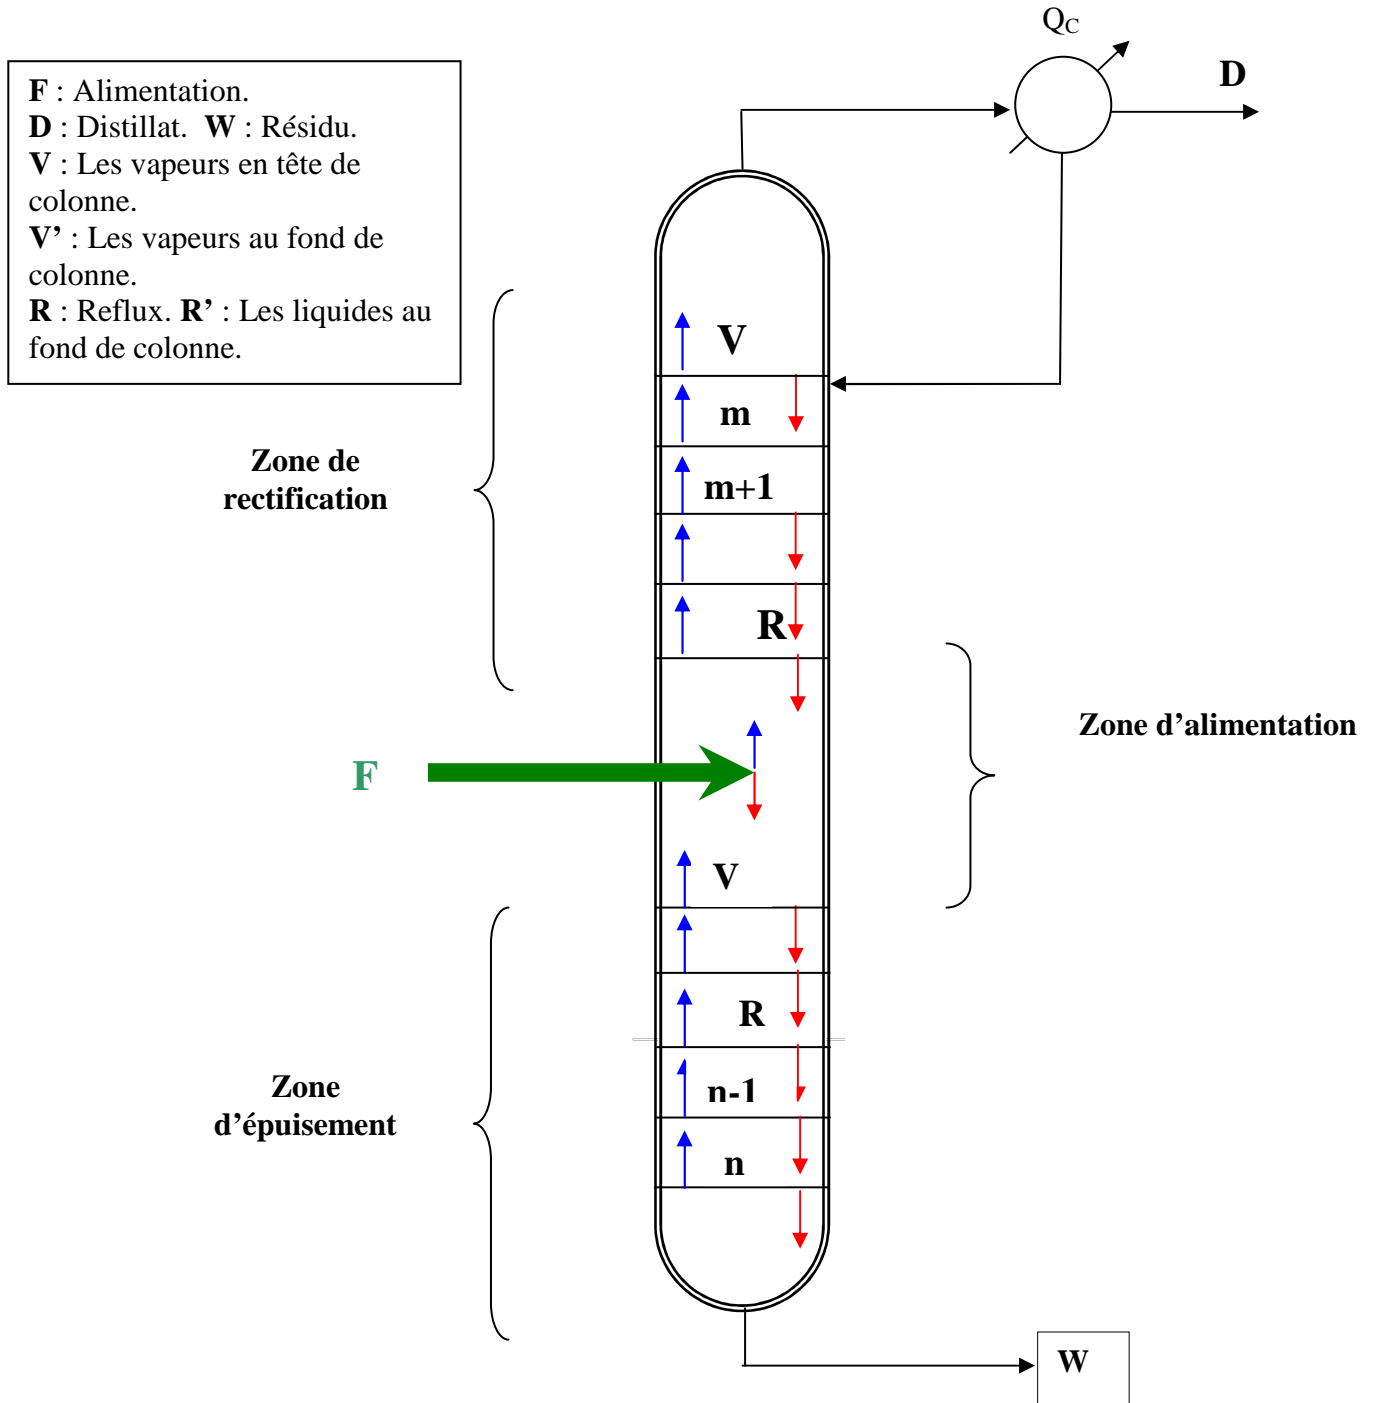 Q_C
D
F : Alimentation.
D : Distillat. W : Résidu.
V : Les vapeurs en tête de
colonne.
V’ : Les vapeurs au fond de
colonne.
R : Reflux. R’ : Les liquides au
fond de colonne.
V
m
Zone de
rectification
m+1
R
Zone d’alimentation
F
V
R
Zone
d’épuisement
n-1
n
W